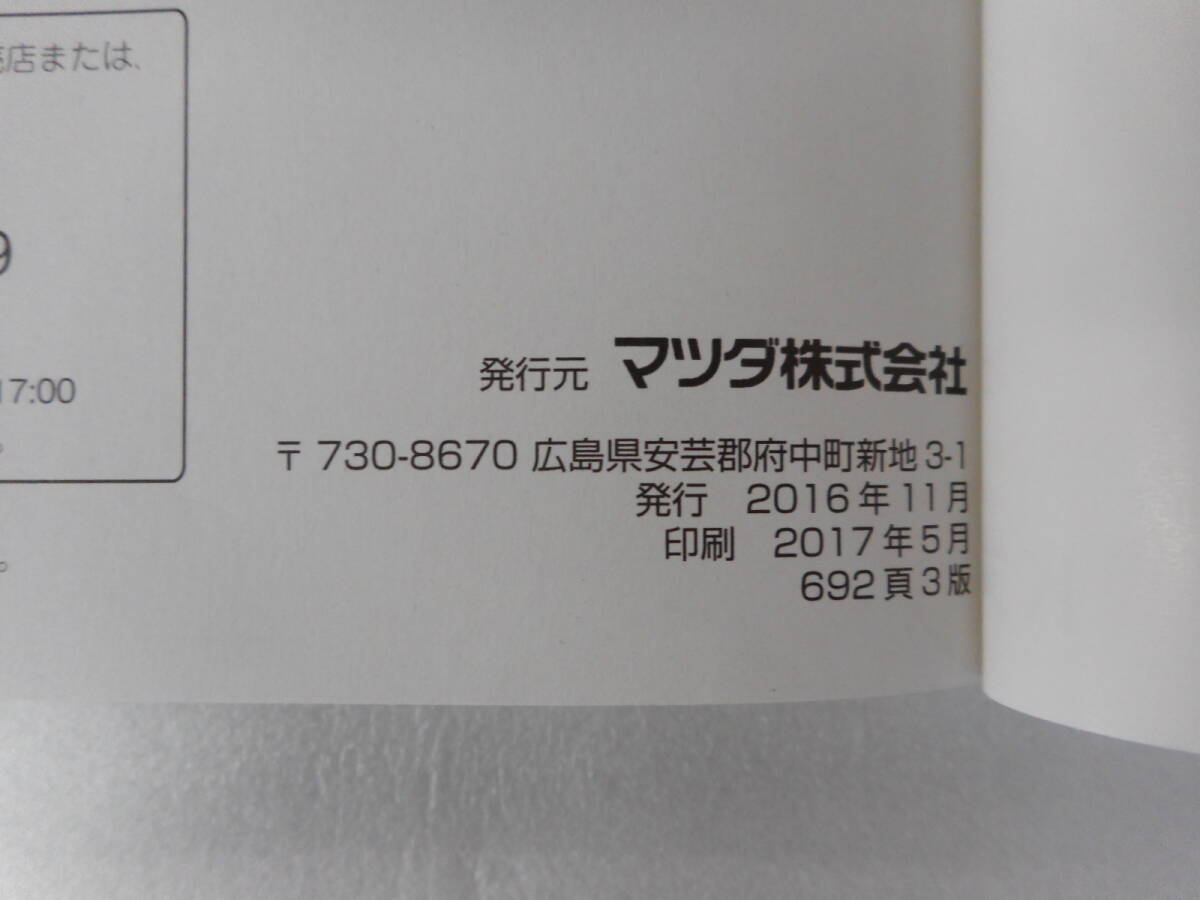 店または、
9
17:00
。
。
発行元 マツダ株式会社
〒730-8670 広島県安芸郡府中町新地3-1
発行 2016年11月
印刷 2017年5月
692頁3版